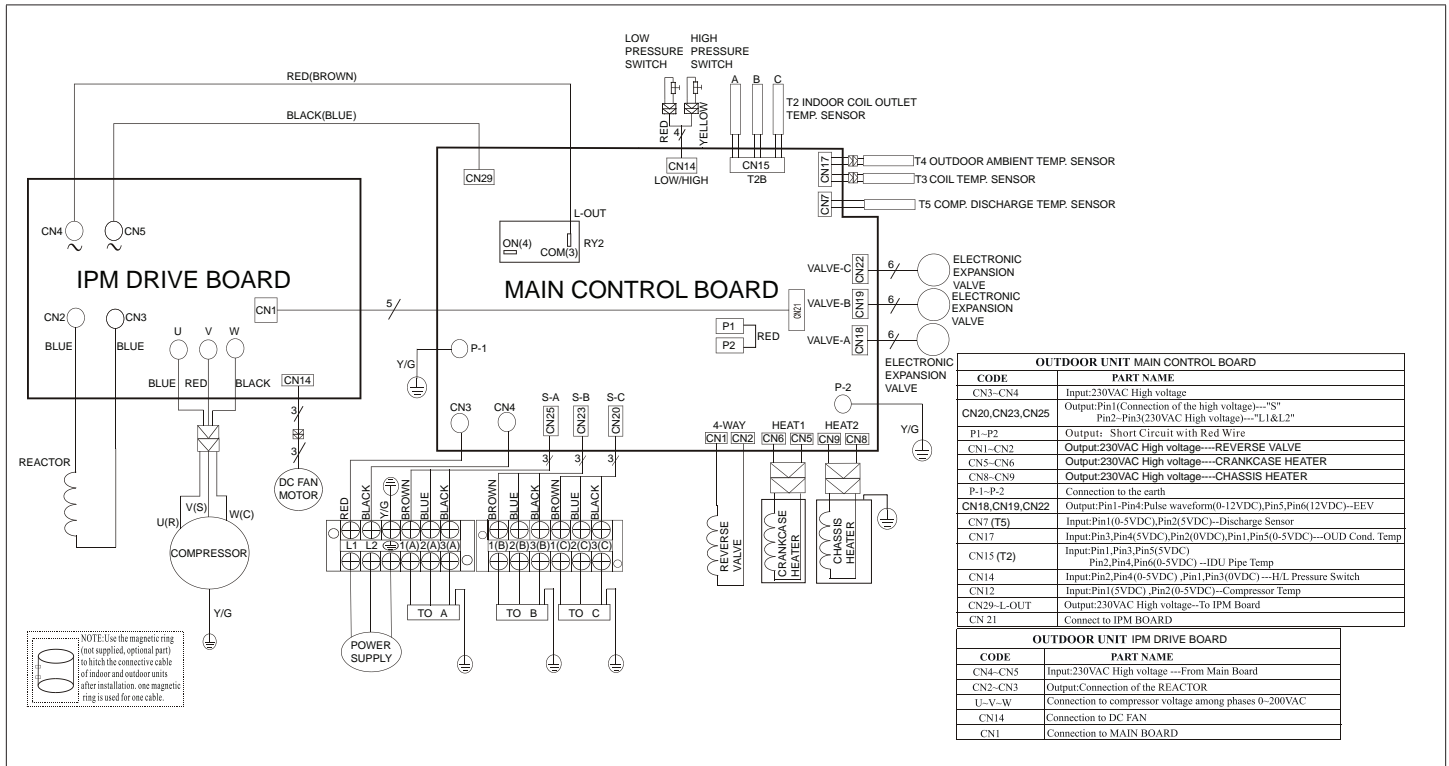 LOW
PRESSURE
SWITCH
HIGH
PRESSURE
SWITCH
A B C
T2 INDOOR COIL OUTLET
TEMP. SENSOR
RED(BROWN)
BLACK(BLUE)
RED
4
YELLOW
CN14
LOW/HIGH
CN15
T2B
CN17
T4 OUTDOOR AMBIENT TEMP. SENSOR
T3 COIL TEMP. SENSOR
CN7
T5 COMP. DISCHARGE TEMP. SENSOR
CN29
L-OUT
ON(4)
COM(3)
RY2
CN4
CN5
IPM DRIVE BOARD
MAIN CONTROL BOARD
CN1
5
CN21
VALVE-C
CN22
6
ELECTRONIC
EXPANSION
VALVE
VALVE-B
CN19
6
ELECTRONIC
EXPANSION
VALVE
VALVE-A
CN18
6
ELECTRONIC
EXPANSION
VALVE
P1
P2
RED
CN2
CN3
BLUE
BLUE
U V W
BLUE RED BLACK
CN14
3
3
DC FAN
MOTOR
REACTOR
U(R)
V(S)
W(C)
COMPRESSOR
Y/G
Y/G
P-1
P-2
Y/G
CN3
CN4
S-A
CN25
3
S-B
CN23
3
S-C
CN20
3
4-WAY
CN1 CN2
HEAT1
CN6 CN5
HEAT2
CN9 CN8
REVERSE
VALVE
CRANKCASE
HEATER
CHASSIS
HEATER
RED
BLACK
Y/G
BROWN
BLUE
BLACK
BROWN
BLUE
BLACK
BROWN
BLUE
BLACK
L1 L2 1(A) 2(A) 3(A)
1(B) 2(B) 3(B) 1(C) 2(C) 3(C)
TO A
TO B
TO C
POWER
SUPPLY
NOTE:Use the magnetic ring
(not supplied, optional part)
to hitch the connective cable
of indoor and outdoor units
after installation. one magnetic
ring is used for one cable.
OUTDOOR UNIT MAIN CONTROL BOARD
CODE PART NAME
CN3~CN4 Input:230VAC High voltage
CN20,CN23,CN25 Output:Pin1(Connection of the high voltage)---"S"
Pin2~Pin3(230VAC High voltage)---"L1&L2"
P1~P2 Output: Short Circuit with Red Wire
CN1~CN2 Output:230VAC High voltage----REVERSE VALVE
CN5~CN6 Output:230VAC High voltage----CRANKCASE HEATER
CN8~CN9 Output:230VAC High voltage----CHASSIS HEATER
P-1~P-2 Connection to the earth
CN18,CN19,CN22 Output:Pin1-Pin4:Pulse waveform(0-12VDC),Pin5,Pin6(12VDC)--EEV
CN7 (T5) Input:Pin1(0-5VDC),Pin2(5VDC)--Discharge Sensor
CN17 Input:Pin3,Pin4(5VDC),Pin2(0VDC),Pin1,Pin5(0-5VDC)---OUD Cond. Temp
CN15 (T2) Input:Pin1,Pin3,Pin5(5VDC)
Pin2,Pin4,Pin6(0-5VDC) --IDU Pipe Temp
CN14 Input:Pin2,Pin4(0-5VDC) ,Pin1,Pin3(0VDC) ---H/L Pressure Switch
CN12 Input:Pin1(5VDC) ,Pin2(0-5VDC)--Compressor Temp
CN29~L-OUT Output:230VAC High voltage--To IPM Board
CN 21 Connect to IPM BOARD
OUTDOOR UNIT IPM DRIVE BOARD
CODE PART NAME
CN4~CN5 Input:230VAC High voltage ---From Main Board
CN2~CN3 Output:Connection of the REACTOR
U~V~W Connection to compressor voltage among phases 0~200VAC
CN14 Connection to DC FAN
CN1 Connection to MAIN BOARD